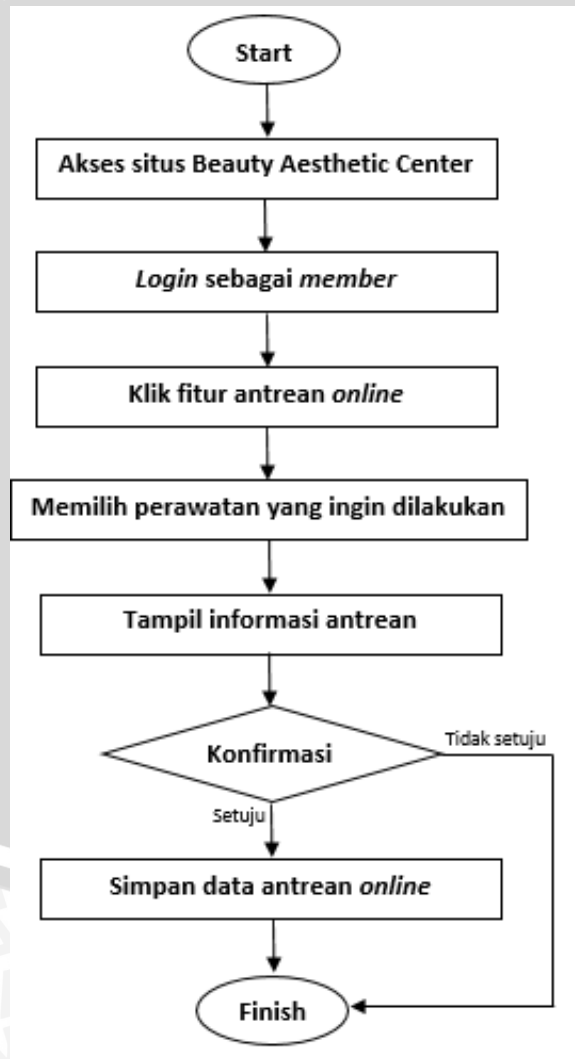 Start
Akses situs Beauty Aesthetic Center
Login sebagai member
Klik fitur antrean online
Memilih perawatan yang ingin dilakukan
Tampil informasi antrean
Konfirmasi
Tidak setuju
Setuju
Simpan data antrean online
Finish